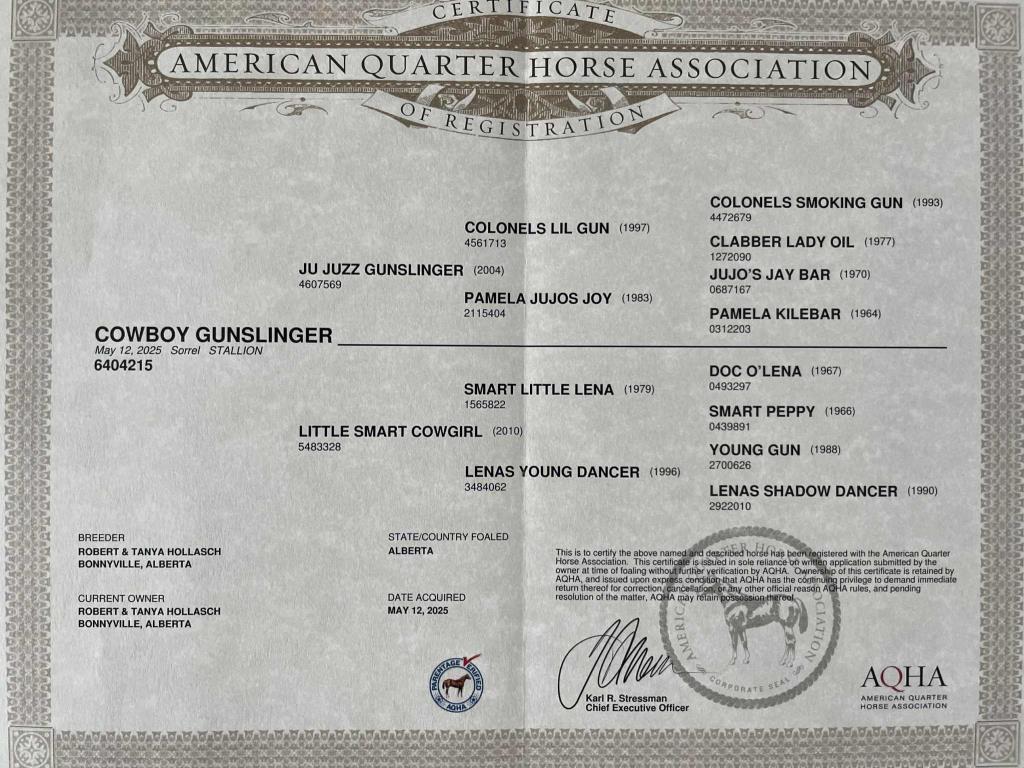 CERTIFICATE
AMERICAN QUARTER HORSE ASSOCIATION
OF REGISTRATION
COLONELS SMOKING GUN (1993)
4472679
COLONELS LIL GUN (1997)
4561713
CLABBER LADY OIL (1977)
1272090
JU JUZZ GUNSLINGER (2004)
4607569
JUJO'S JAY BAR (1970)
0687167
PAMELA JUJOS JOY (1983)
2115404
PAMELA KILEBAR (1964)
0312203
COWBOY GUNSLINGER
May 12, 2025 Sorrel STALLION
6404215
DOC O'LENA (1967)
0493297
SMART LITTLE LENA (1979)
1565822
SMART PEPPY (1966)
0439891
LITTLE SMART COWGIRL (2010)
5483328
YOUNG GUN (1988)
2700626
LENAS YOUNG DANCER (1996)
3484062
LENAS SHADOW DANCER (1990)
2922010
BREEDER
ROBERT & TANYA HOLLASCH
BONNYVILLE, ALBERTA
STATE/COUNTRY FOALED
ALBERTA
CURRENT OWNER
ROBERT & TANYA HOLLASCH
BONNYVILLE, ALBERTA
DATE ACQUIRED
MAY 12, 2025
This is to certify the above named and described horse has been registered with the American Quarter
Horse Association. This certificate is issued in sole reliance on written application submitted by the
owner at time of foaling without further verification by AQHA. Ownership of this certificate is retained by
AQHA, and issued upon express condition that AQHA has the continuing privilege to demand immediate
return thereof for correction, cancellation, or any other official reason AQHA rules, and pending
resolution of the matter, AQHA may retain possession thereof.
PARENTAGE VERIFIED
AQHA
Karl R. Stressman
Chief Executive Officer
AMERICAN QUARTER HORSE ASSOCIATION
CORPORATE SEAL
AQHA
AMERICAN QUARTER
HORSE ASSOCIATION